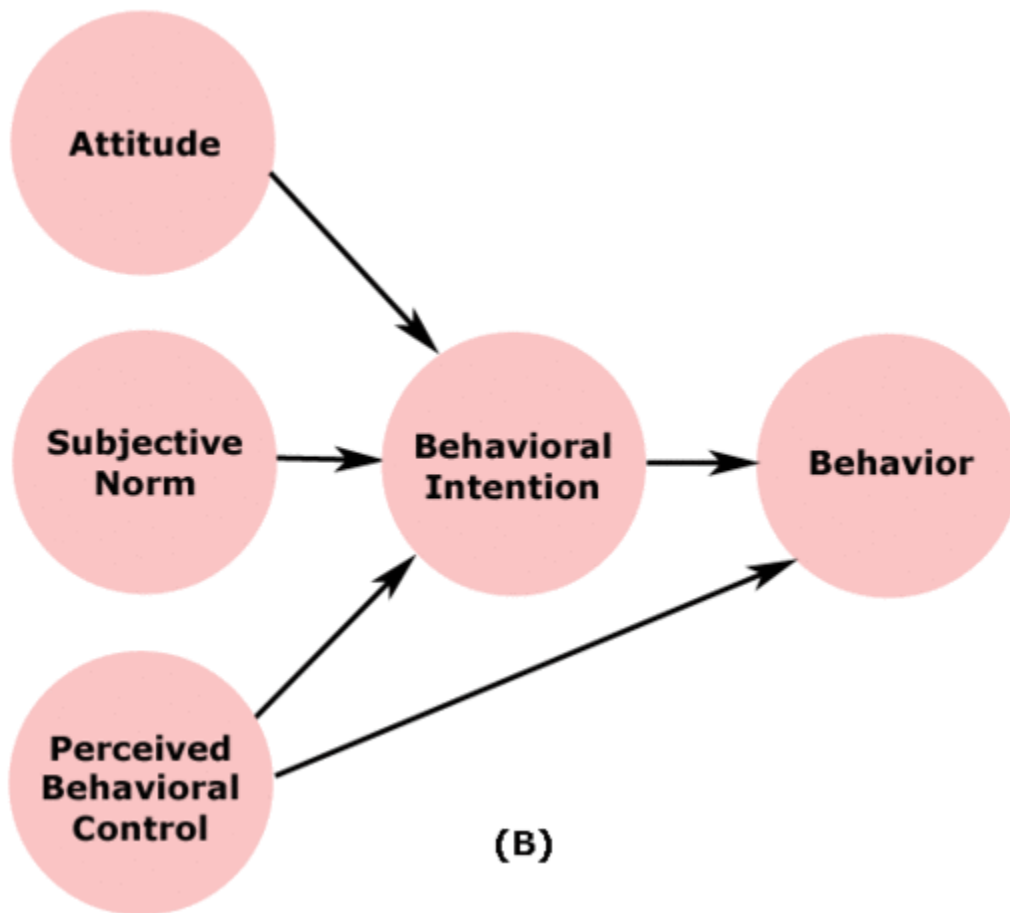 Attitude
Subjective
Norm
Behavioral
Intention
Behavior
Perceived
Behavioral
Control
(B)